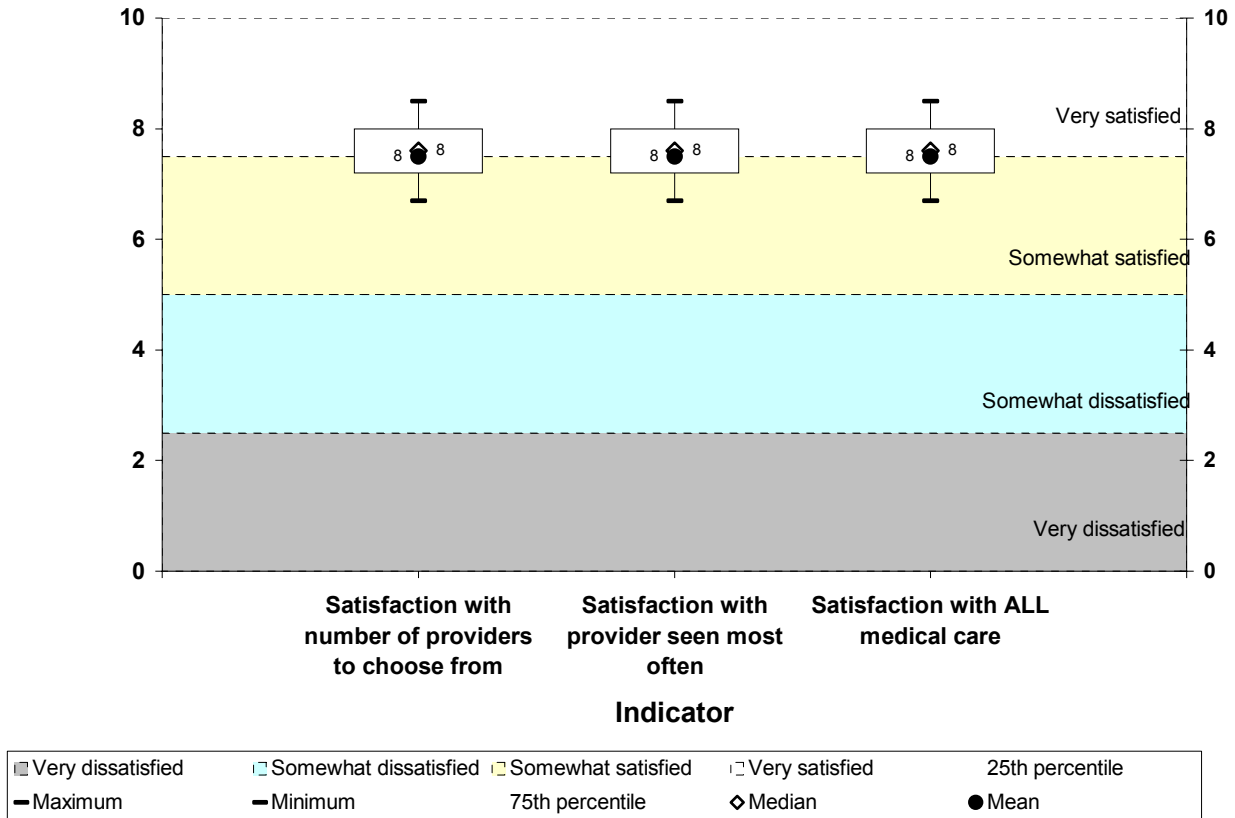 10 10
Very satisfied
8 8
8 8 8 8 8 8
6 6
Somewhat satisfied
4 4
Somewhat dissatisfied
2 2
Very dissatisfied
0 0
Satisfaction with
number of providers
to choose from
Satisfaction with
provider seen most
often
Satisfaction with ALL
medical care
Indicator
Very dissatisfied Somewhat dissatisfied Somewhat satisfied Very satisfied 25th percentile
Maximum Minimum 75th percentile Median Mean